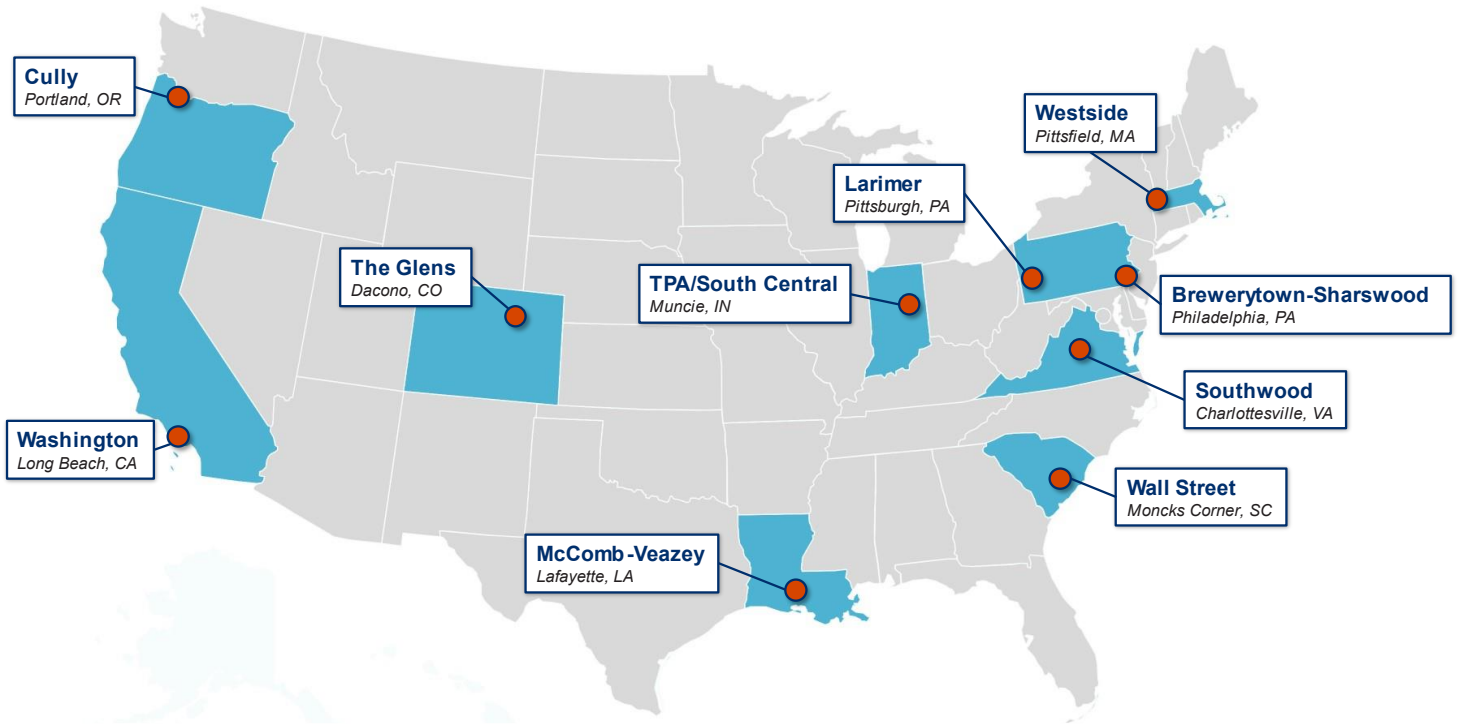 Cully
Portland, OR
Westside
Pittsfield, MA
Larimer
Pittsburgh, PA
The Glens
Dacono, CO
TPA/South Central
Muncie, IN
Brewerytown-Sharswood
Philadelphia, PA
Southwood
Charlottesville, VA
Washington
Long Beach, CA
Wall Street
Moncks Corner, SC
McComb-Veazey
Lafayette, LA